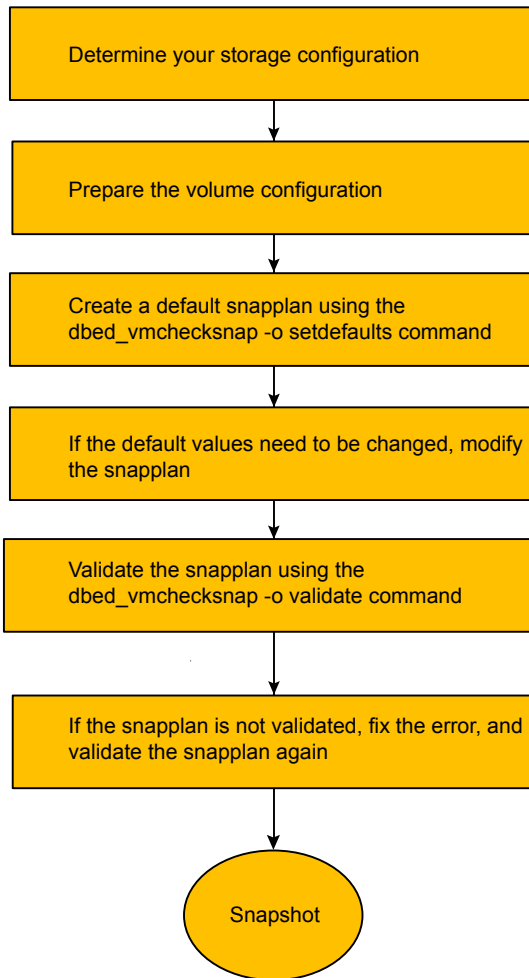 Determine your storage configuration
Prepare the volume configuration
Create a default snapplan using the
dbed_vmchecksnap -o setdefaults command
If the default values need to be changed, modify
the snapplan
Validate the snapplan using the
dbed_vmchecksnap -o validate command
If the snapplan is not validated, fix the error, and
validate the snapplan again
Snapshot